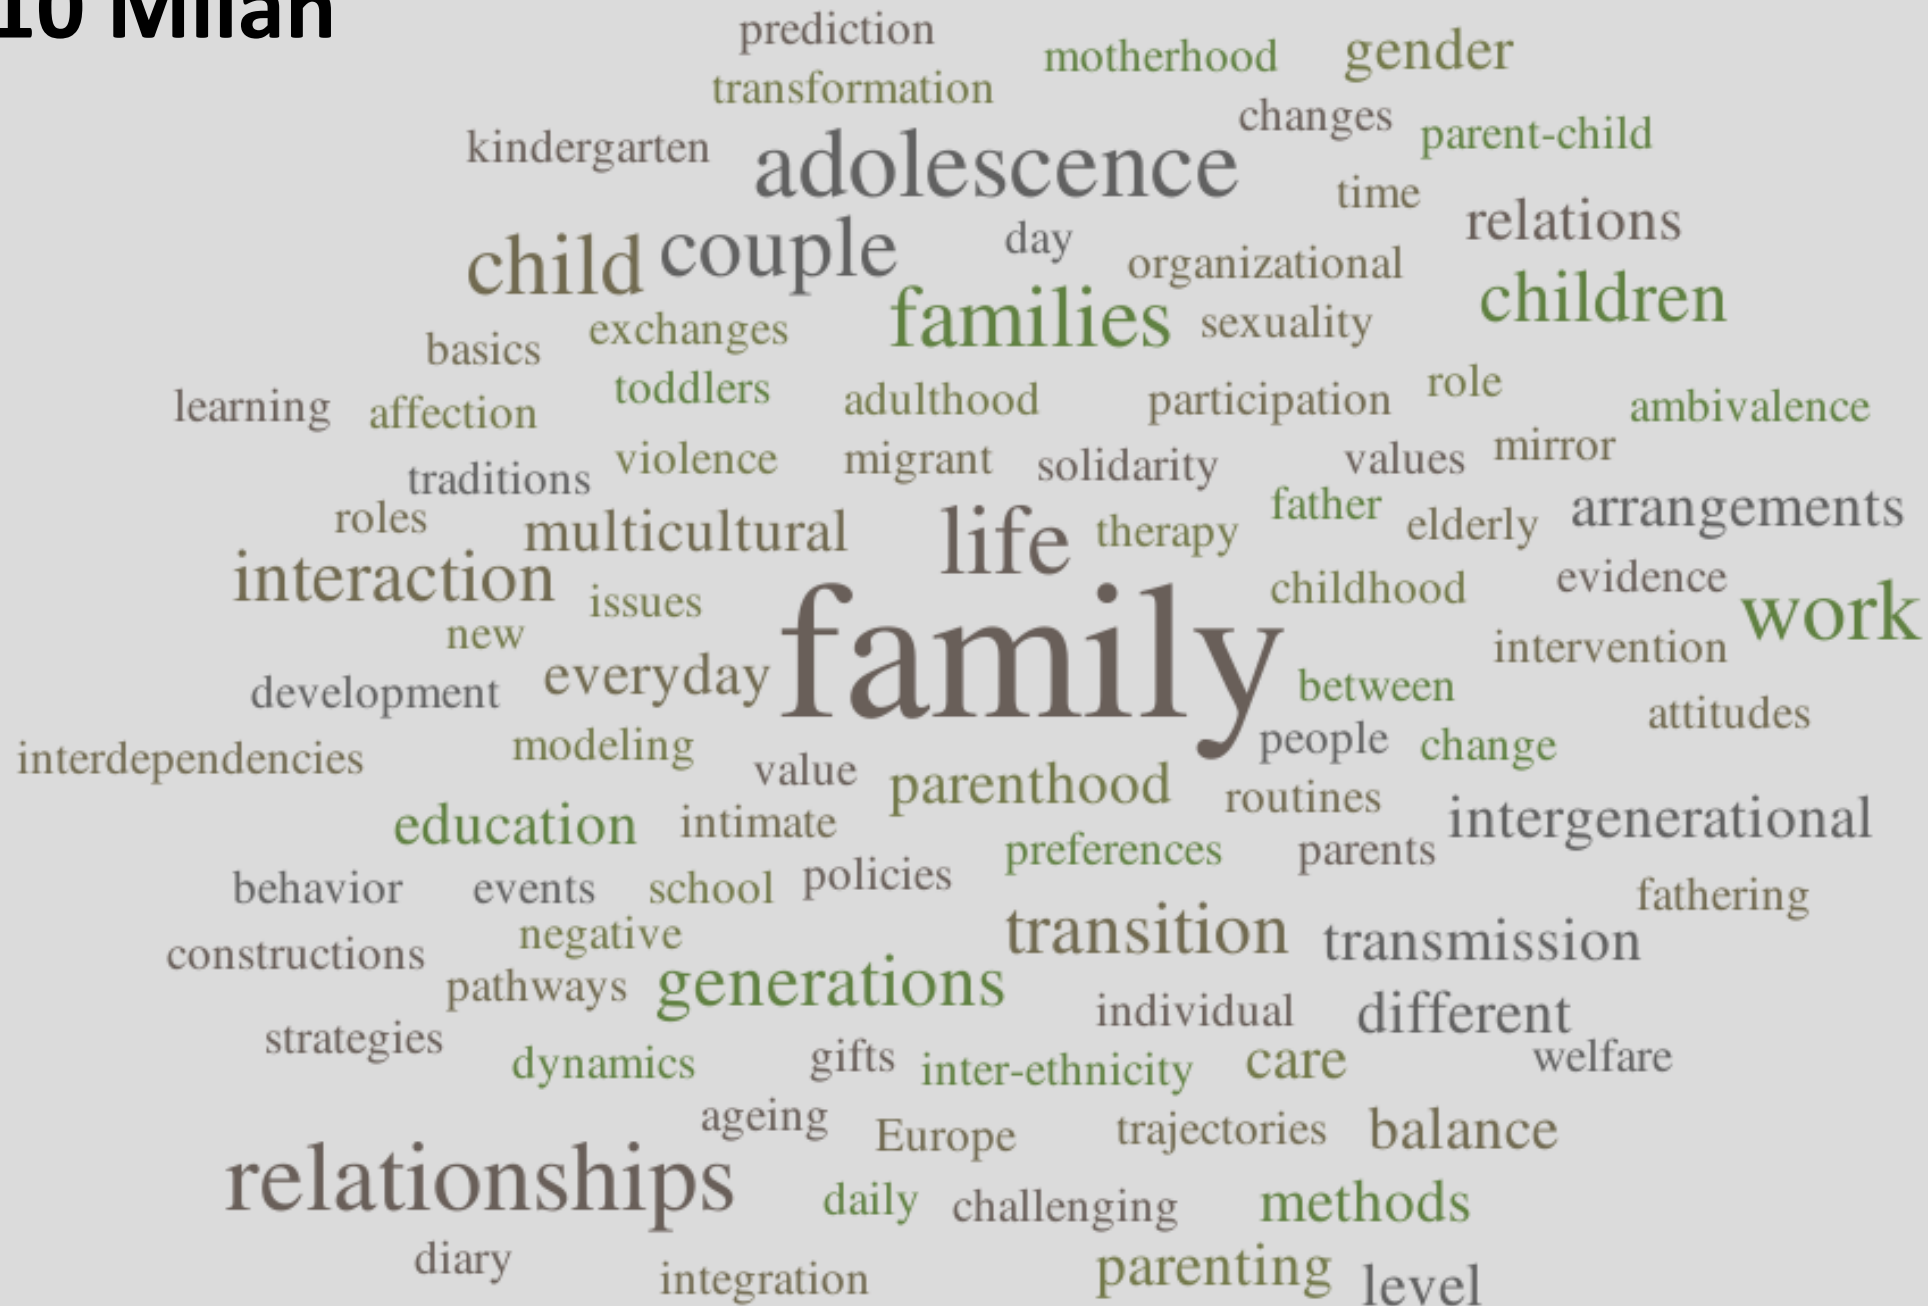 10 Milan
prediction motherhood gender
transformation changes parent-child
kindergarten adolescence time
child couple day organizational relations
basics exchanges families sexuality children
learning affection toddlers adulthood participation role ambivalence
traditions violence migrant solidarity values mirror
roles multicultural life therapy father elderly arrangements
interaction issues childhood evidence work
new family intervention
development everyday between attitudes
interdependencies modeling value people change
education intimate parenthood routines intergenerational
behavior events school policies preferences parents fathering
constructions negative transition transmission
pathways generations individual different
strategies dynamics gifts inter-ethnicity care welfare
ageing Europe trajectories balance
relationships daily challenging methods
diary integration parenting level